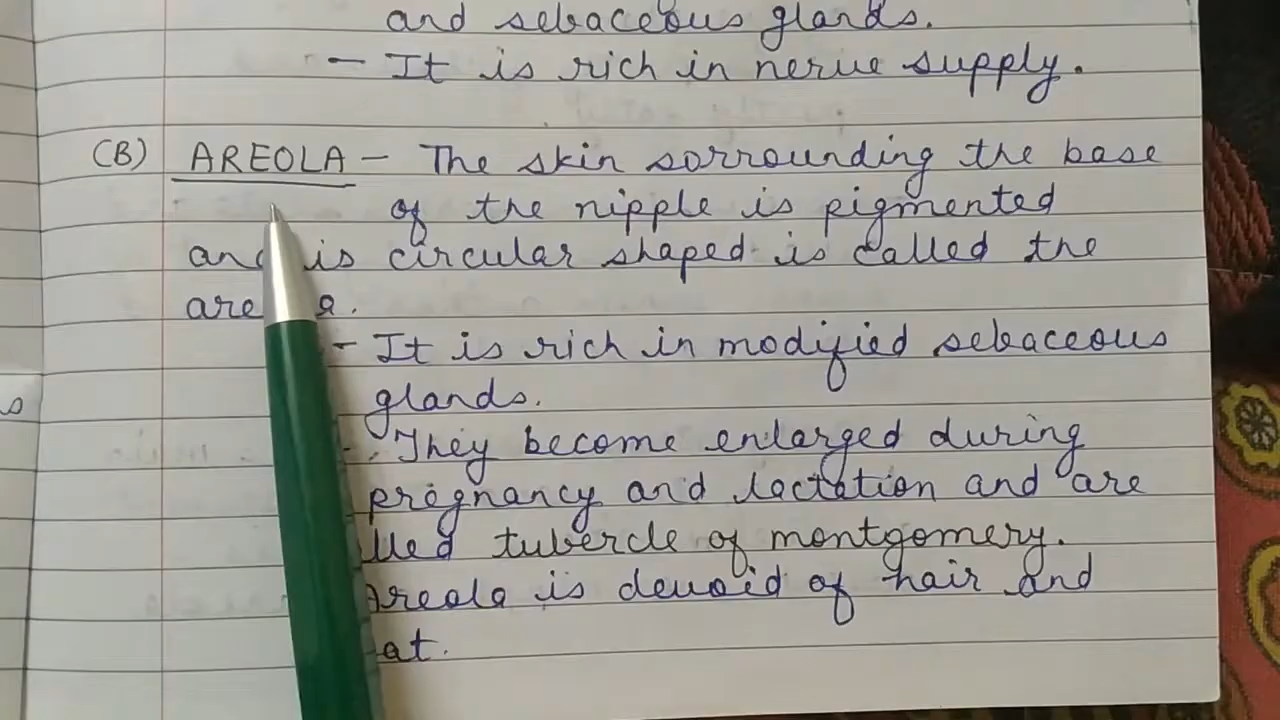 and sebaceous glands.
- It is rich in nerve supply.
(B) AREOLA - The skin sorrounding the base
of the nipple is pigmented
and is circular shaped is called the
- It is rich in modified sebaceous
glands.
- They become enlarged during
pregnancy and lactation and are
tubercle of montgomery.
Areola is devoid of hair and